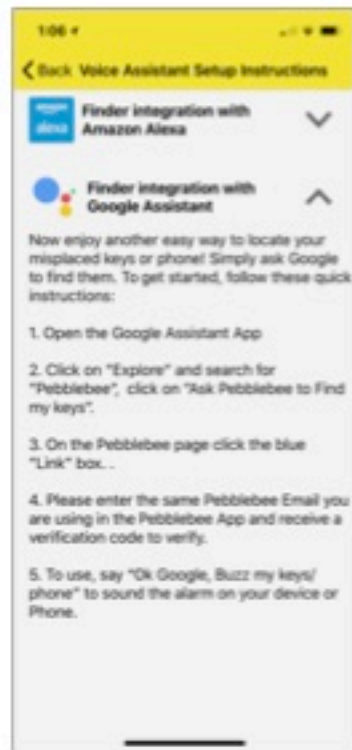 1:06
Back Voice Assistant Setup Instructions
amazon
alexa
Finder integration with
Amazon Alexa
Finder integration with
Google Assistant
Now enjoy another easy way to locate your
misplaced keys or phone! Simply ask Google
to find them. To get started, follow these quick
instructions:
1. Open the Google Assistant App
2. Click on "Explore" and search for
"Pebblebee", click on "Ask Pebblebee to Find
my keys".
3. On the Pebblebee page click the blue
"Link" box. .
4. Please enter the same Pebblebee Email you
are using in the Pebblebee App and receive a
verification code to verify.
5. To use, say "Ok Google, Buzz my keys/
phone" to sound the alarm on your device or
Phone.